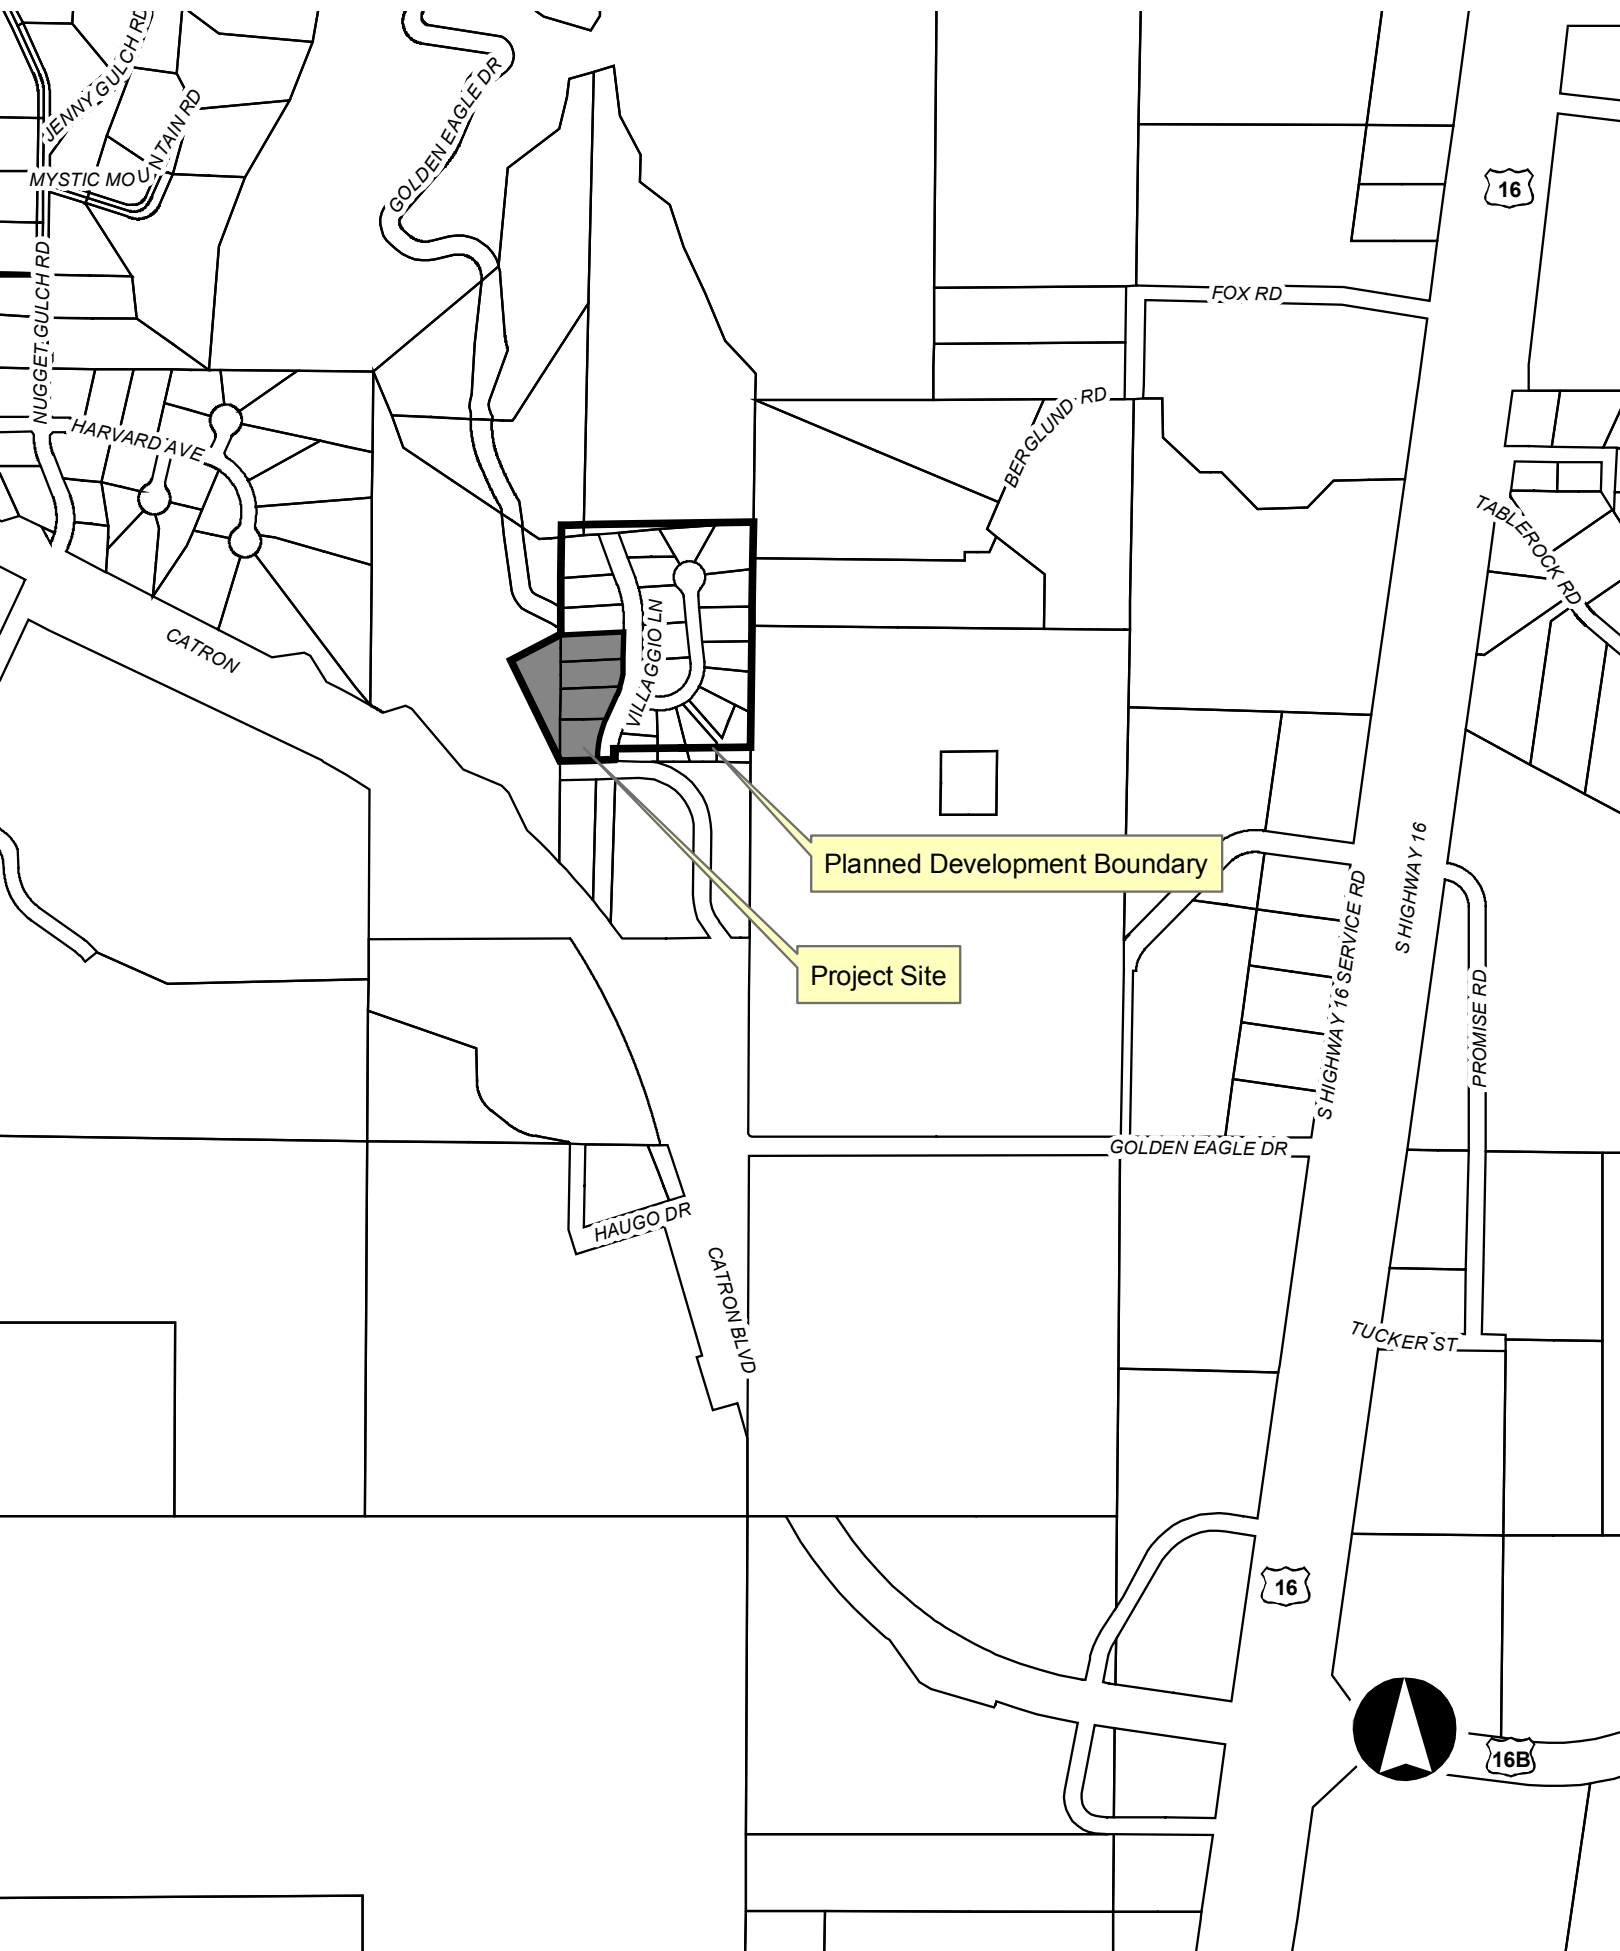 JENNY GULCH RD
GOLDEN EAGLE DR
MYSTIC MOUNTAIN RD
16
NUGGET GULCH RD
FOX RD
HARVARD AVE
BERGLUND RD
TABLEROCK RD
CATRON
VILLAGGIO LN
Planned Development Boundary
S HIGHWAY 16
S HIGHWAY 16 SERVICE RD
Project Site
PROMISE RD
GOLDEN EAGLE DR
HAUGO DR
CATRON BLVD
TUCKER ST
16
16B